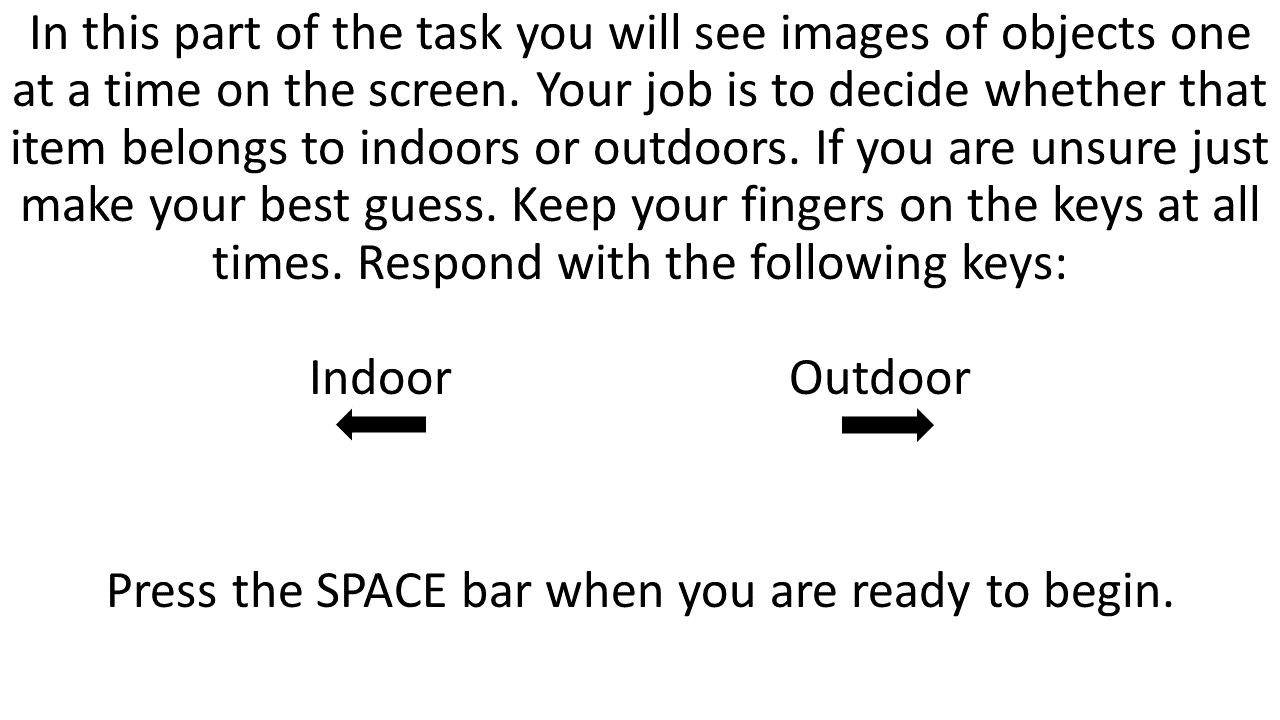 In this part of the task you will see images of objects one
at a time on the screen. Your job is to decide whether that
item belongs to indoors or outdoors. If you are unsure just
make your best guess. Keep your fingers on the keys at all
times. Respond with the following keys:
Indoor
Outdoor
Press the SPACE bar when you are ready to begin.